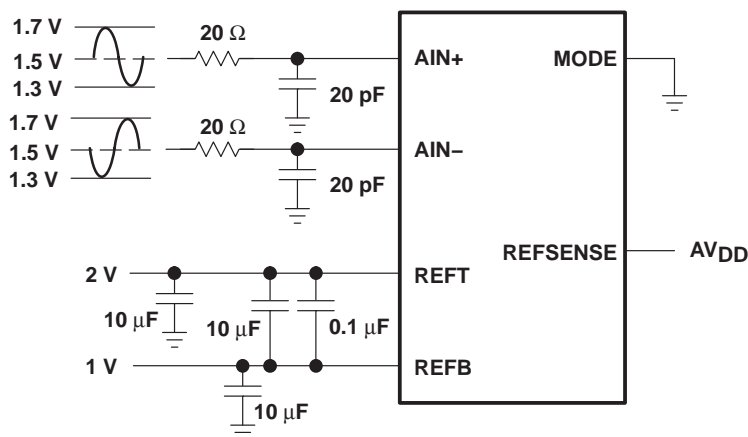 1.7 V
1.5 V
1.3 V
20 Ω
20 pF
AIN+
MODE
1.7 V
1.5 V
1.3 V
20 Ω
20 pF
AIN−
REFSENSE
AVDD
2 V
REFT
10 μF
10 μF
0.1 μF
1 V
REFB
10 μF